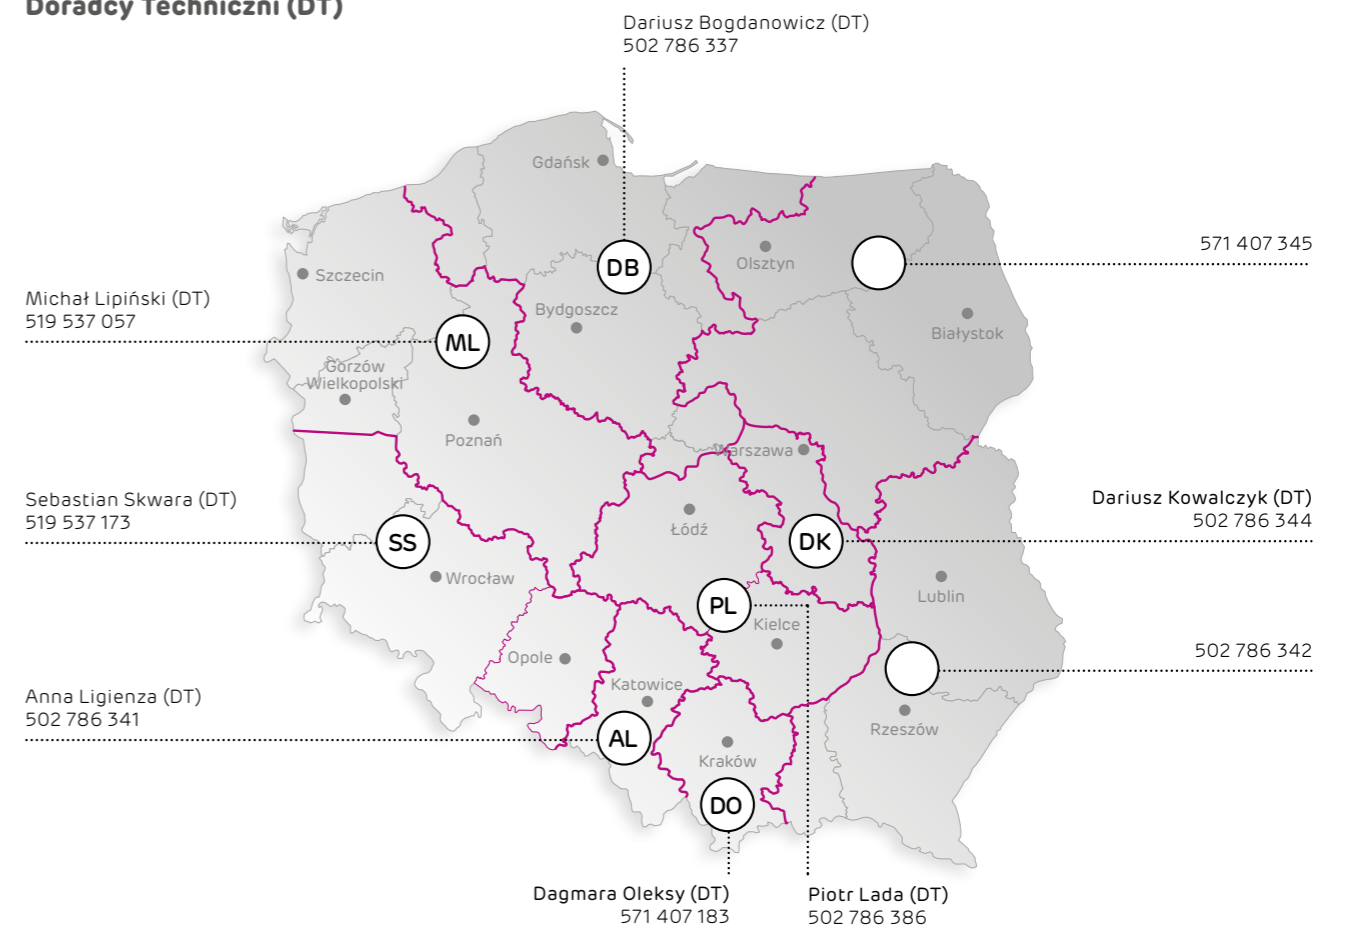 Doradcy Techniczni (DT)
Dariusz Bogdanowicz (DT)
502 786 337
Gdańsk
DB
571 407 345
Olsztyn
Szczecin
Michał Lipiński (DT)
519 537 057
Bydgoszcz
Białystok
ML
Gorzów
Wielkopolski
Poznań
Warszawa
Sebastian Skwara (DT)
519 537 173
Dariusz Kowalczyk (DT)
502 786 344
Łódź
SS
DK
Wrocław
Lublin
PL
Kielce
502 786 342
Opole
Katowice
Anna Ligienza (DT)
502 786 341
Rzeszów
AL
Kraków
DO
Dagmara Oleksy (DT)
571 407 183
Piotr Lada (DT)
502 786 386